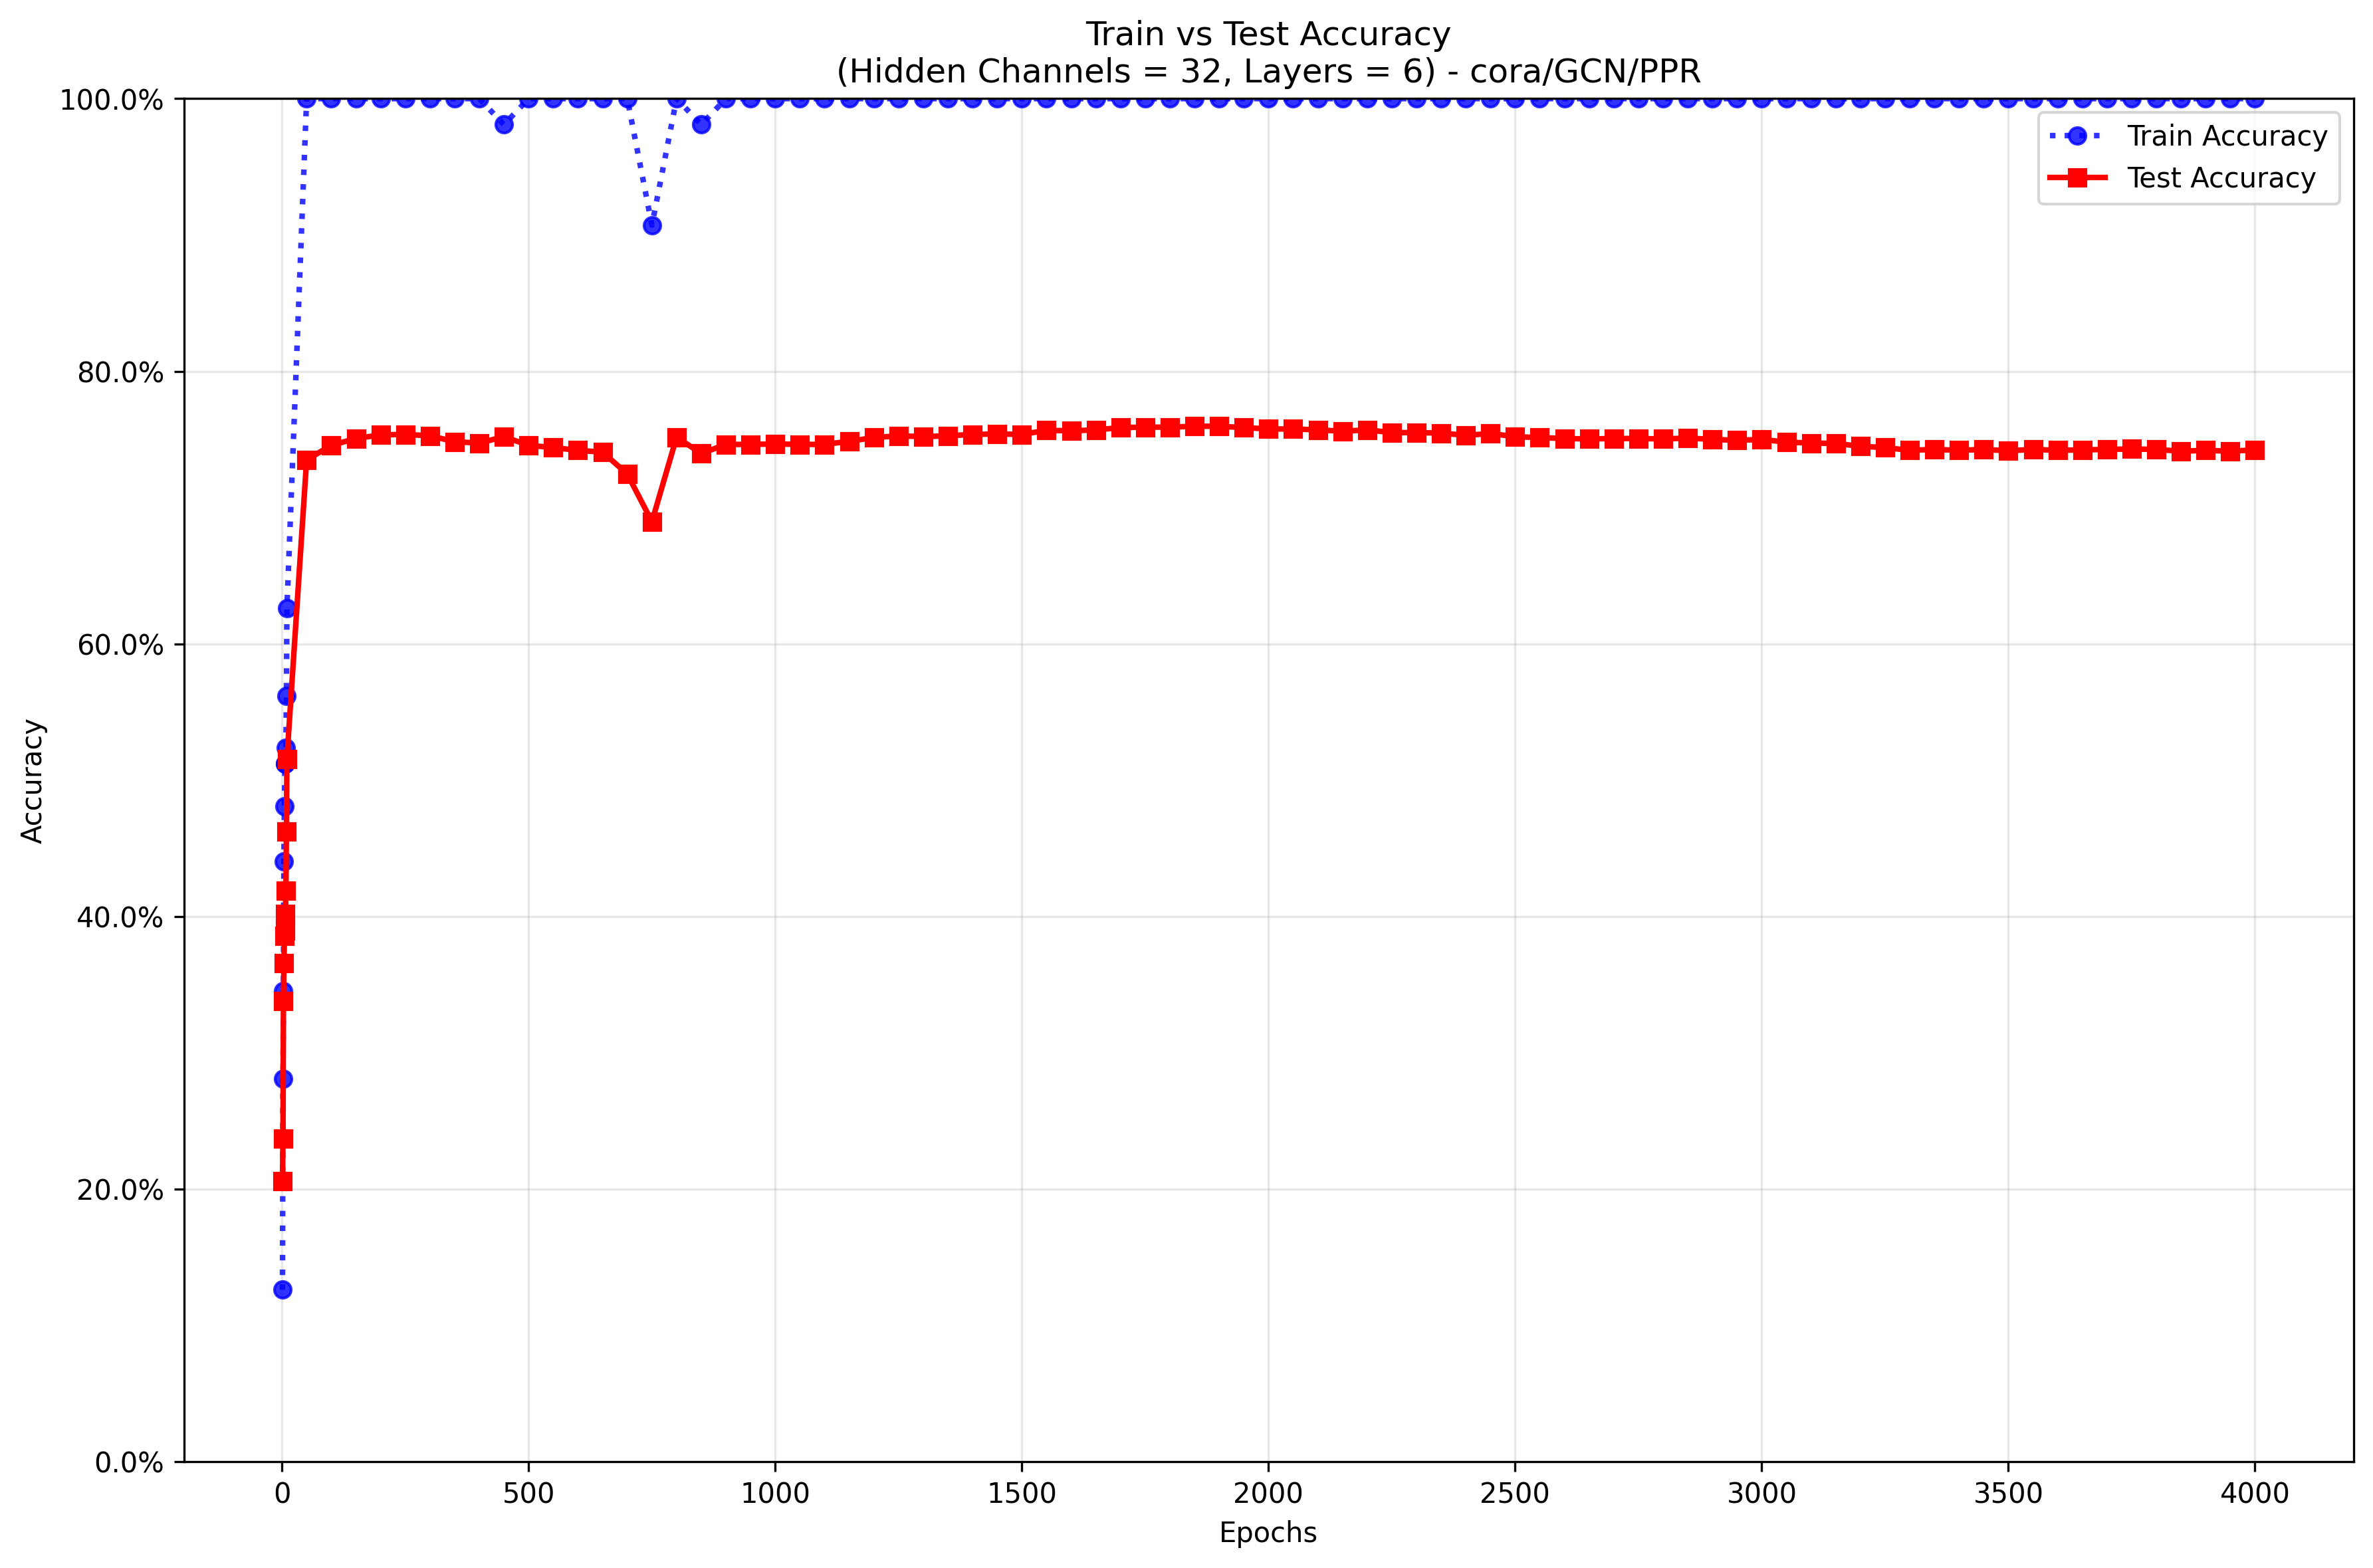 Train vs Test Accuracy
(Hidden Channels = 32, Layers = 6) - cora/GCN/PPR
100.0%
80.0%
60.0%
40.0%
20.0%
0.0%
Accuracy
Train Accuracy
Test Accuracy
0 500 1000 1500 2000 2500 3000 3500 4000
Epochs